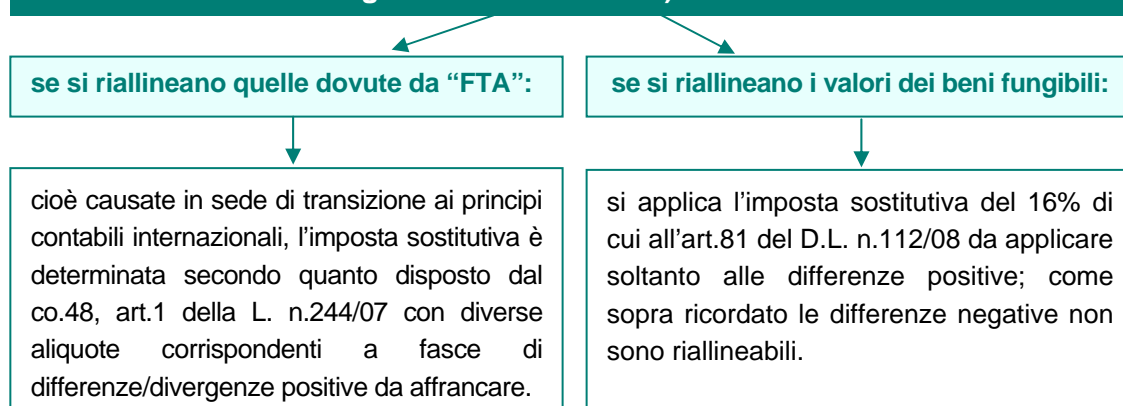 se si riallineano quelle dovute da “FTA”:
se si riallineano i valori dei beni fungibili:
cioè causate in sede di transizione ai principi
contabili internazionali, l’imposta sostitutiva è
determinata secondo quanto disposto dal
co.48, art.1 della L. n.244/07 con diverse
aliquote corrispondenti a fasce di
differenze/divergenze positive da affrancare.
si applica l’imposta sostitutiva del 16% di
cui all’art.81 del D.L. n.112/08 da applicare
soltanto alle differenze positive; come
sopra ricordato le differenze negative non
sono riallineabili.